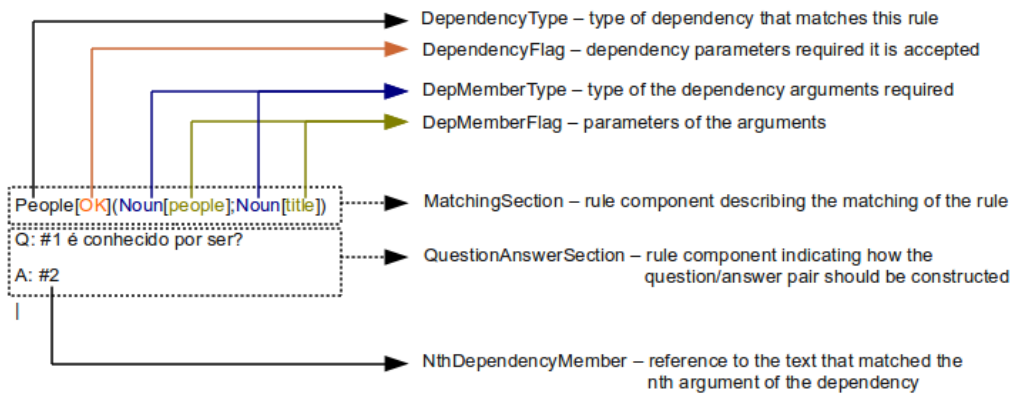 DependencyType – type of dependency that matches this rule
DependencyFlag – dependency parameters required it is accepted
DepMemberType – type of the dependency arguments required
DepMemberFlag – parameters of the arguments
People[OK](Noun[people];Noun[title])
MatchingSection – rule component describing the matching of the rule
Q: #1 é conhecido por ser?
QuestionAnswerSection – rule component indicating how the
question/answer pair should be constructed
A: #2
|
NthDependencyMember – reference to the text that matched the
nth argument of the dependency